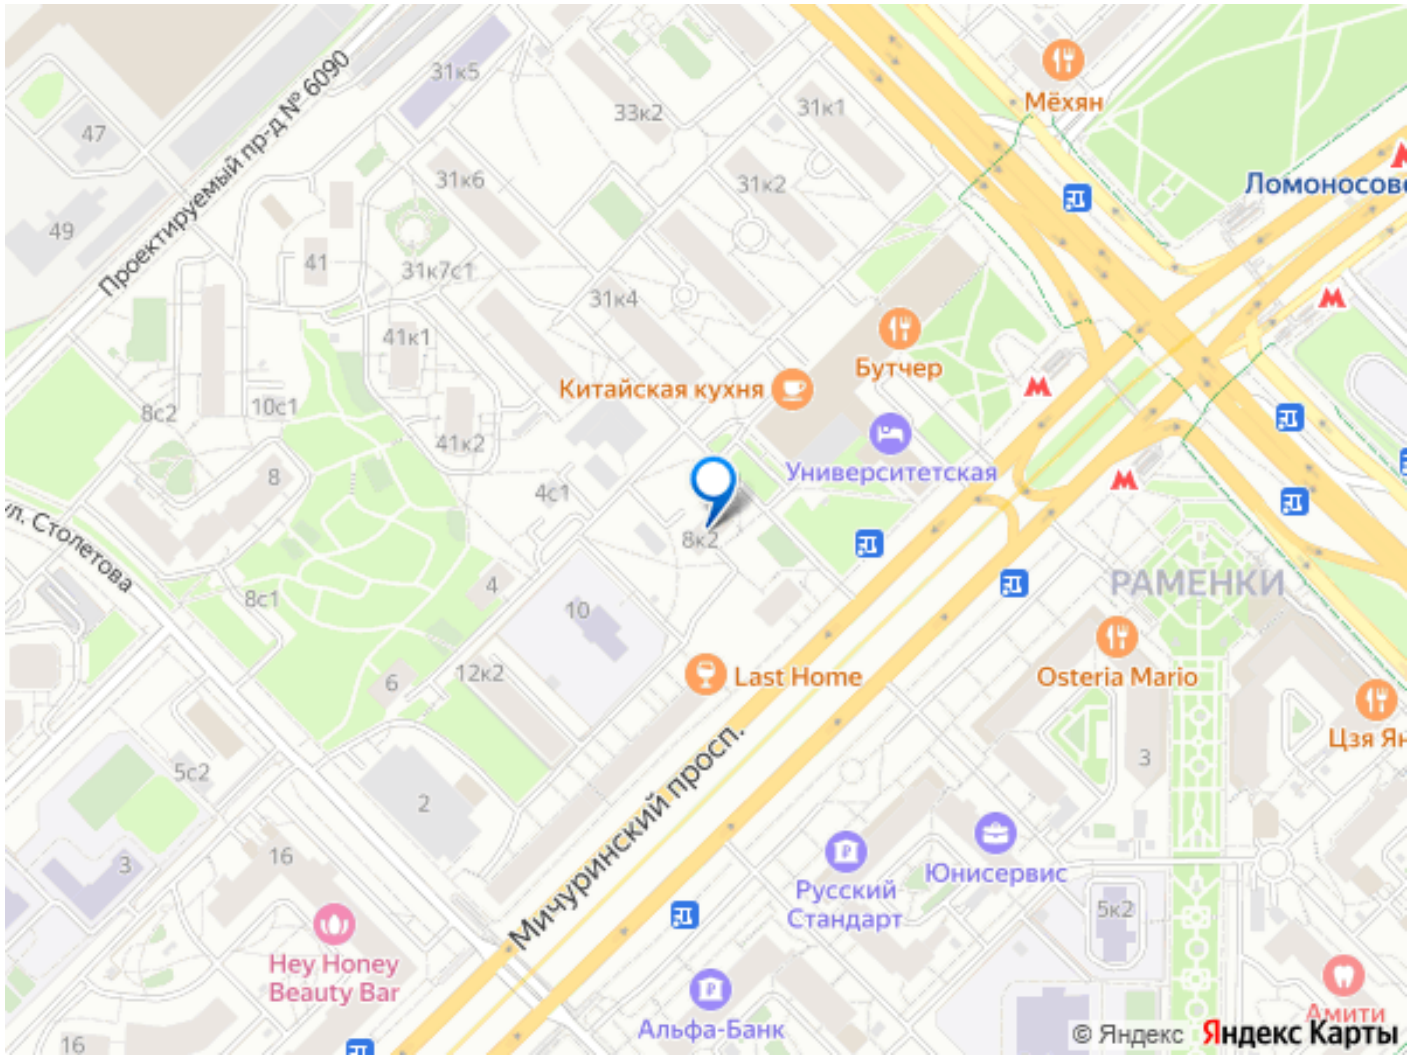 31к5
Проектируемый пр-д № 6090
47
33к2
31к1
Мёхян
31к6
31к2
Ломоносов
49
41
31к7с1
31к4
41к1
Бутчер
Китайская кухня
8с2
10с1
41к2
Университетская
8
4с1
ул. Столетова
8к2
4
8с1
10
РАМЕНКИ
6
12к2
Last Home
Osteria Mario
Цзя Ян
Мичуринский просп.
5с2
3
2
16
3
Юнисервис
Русский
Стандарт
5к2
Hey Honey
Beauty Bar
Альфа-Банк
Амити
16
© Яндекс Яндекс Карты